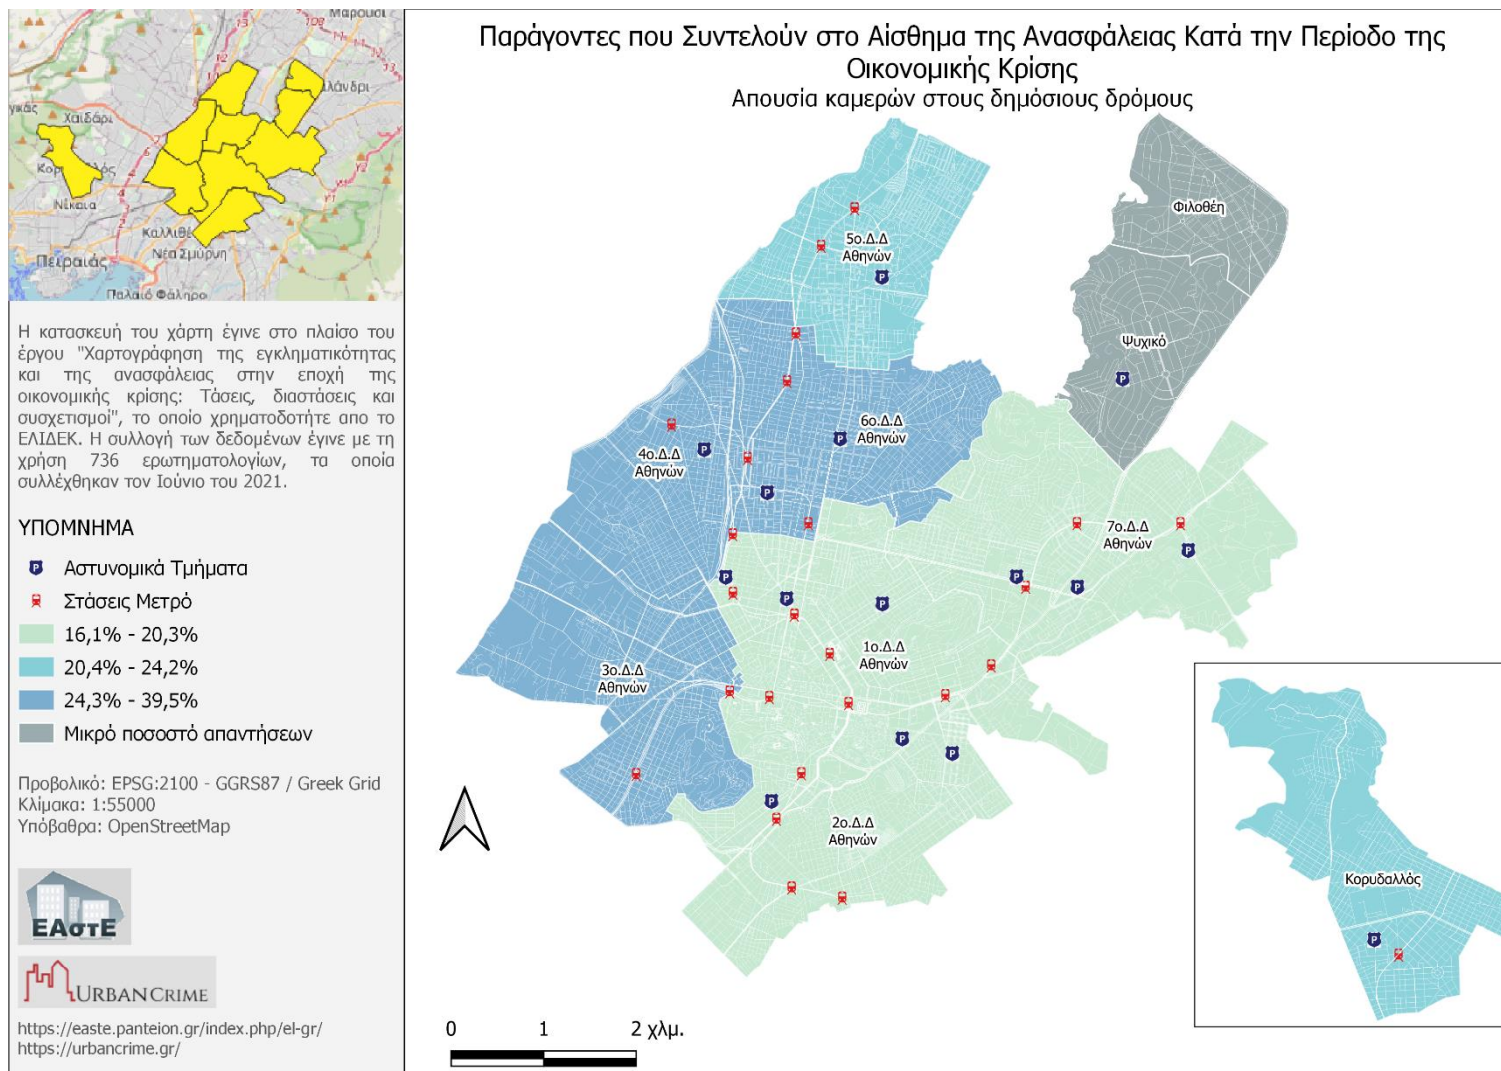 Παράγοντες που Συντελούν στο Αίσθημα της Ανασφάλειας Κατά την Περίοδο της
Οικονομικής Κρίσης
Απουσία καμερών στους δημόσιους δρόμους
Μαρούσι
Χαϊδάρι
Νίκαια
Καλλιθέ
Νέα Σμύρνη
Πειραιάς
Παλαιό Φάληρο
Η κατασκευή του χάρτη έγινε στο πλαίσο του
έργου "Χαρτογράφηση της εγκληματικότητας
και της ανασφάλειας στην εποχή της
οικονομικής κρίσης: Τάσεις, διαστάσεις και
συσχετισμοί", το οποίο χρηματοδοτήτε απο το
ΕΛΙΔΕΚ. Η συλλογή των δεδομένων έγινε με τη
χρήση 736 ερωτηματολογίων, τα οποία
συλλέχθηκαν τον Ιούνιο του 2021.
ΥΠΟΜΝΗΜΑ
P Αστυνομικά Τμήματα
Στάσεις Μετρό
16,1% - 20,3%
20,4% - 24,2%
24,3% - 39,5%
Μικρό ποσοστό απαντήσεων
Προβολικό: EPSG:2100 - GGRS87 / Greek Grid
Κλίμακα: 1:55000
Υπόβαθρα: OpenStreetMap
ΕΑστΕ
URBANCRIME
https://easte.panteion.gr/index.php/el-gr/
https://urbancrime.gr/
Φιλοθέη
5ο.Δ.Δ
Αθηνών
Ψυχικό
6ο.Δ.Δ
Αθηνών
4ο.Δ.Δ
Αθηνών
7ο.Δ.Δ
Αθηνών
1ο.Δ.Δ
Αθηνών
3ο.Δ.Δ
Αθηνών
2ο.Δ.Δ
Αθηνών
Κορυδαλλός
0 1 2 χλμ.